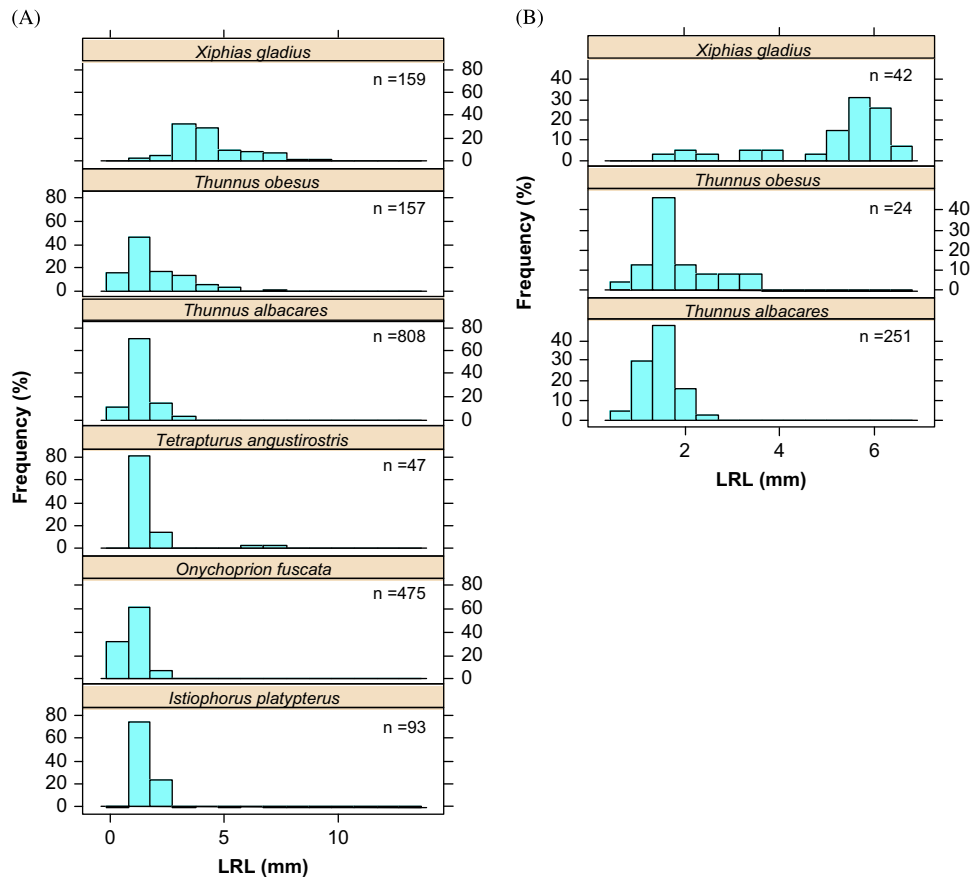 (A)
Xiphias gladius
n =159
80
60
40
20
0
Thunnus obesus
n =157
80
60
40
20
0
Thunnus albacares
n =808
80
60
40
20
0
Tetrapturus angustirostris
n =47
80
60
40
20
0
Onychoprion fuscata
n =475
80
60
40
20
0
Istiophorus platypterus
n =93
80
60
40
20
0
Frequency (%)
0 5 10
LRL (mm)
(B)
Xiphias gladius
n =42
40
30
20
10
0
Thunnus obesus
n =24
40
30
20
10
0
Thunnus albacares
n =251
40
30
20
10
0
Frequency (%)
2 4 6
LRL (mm)